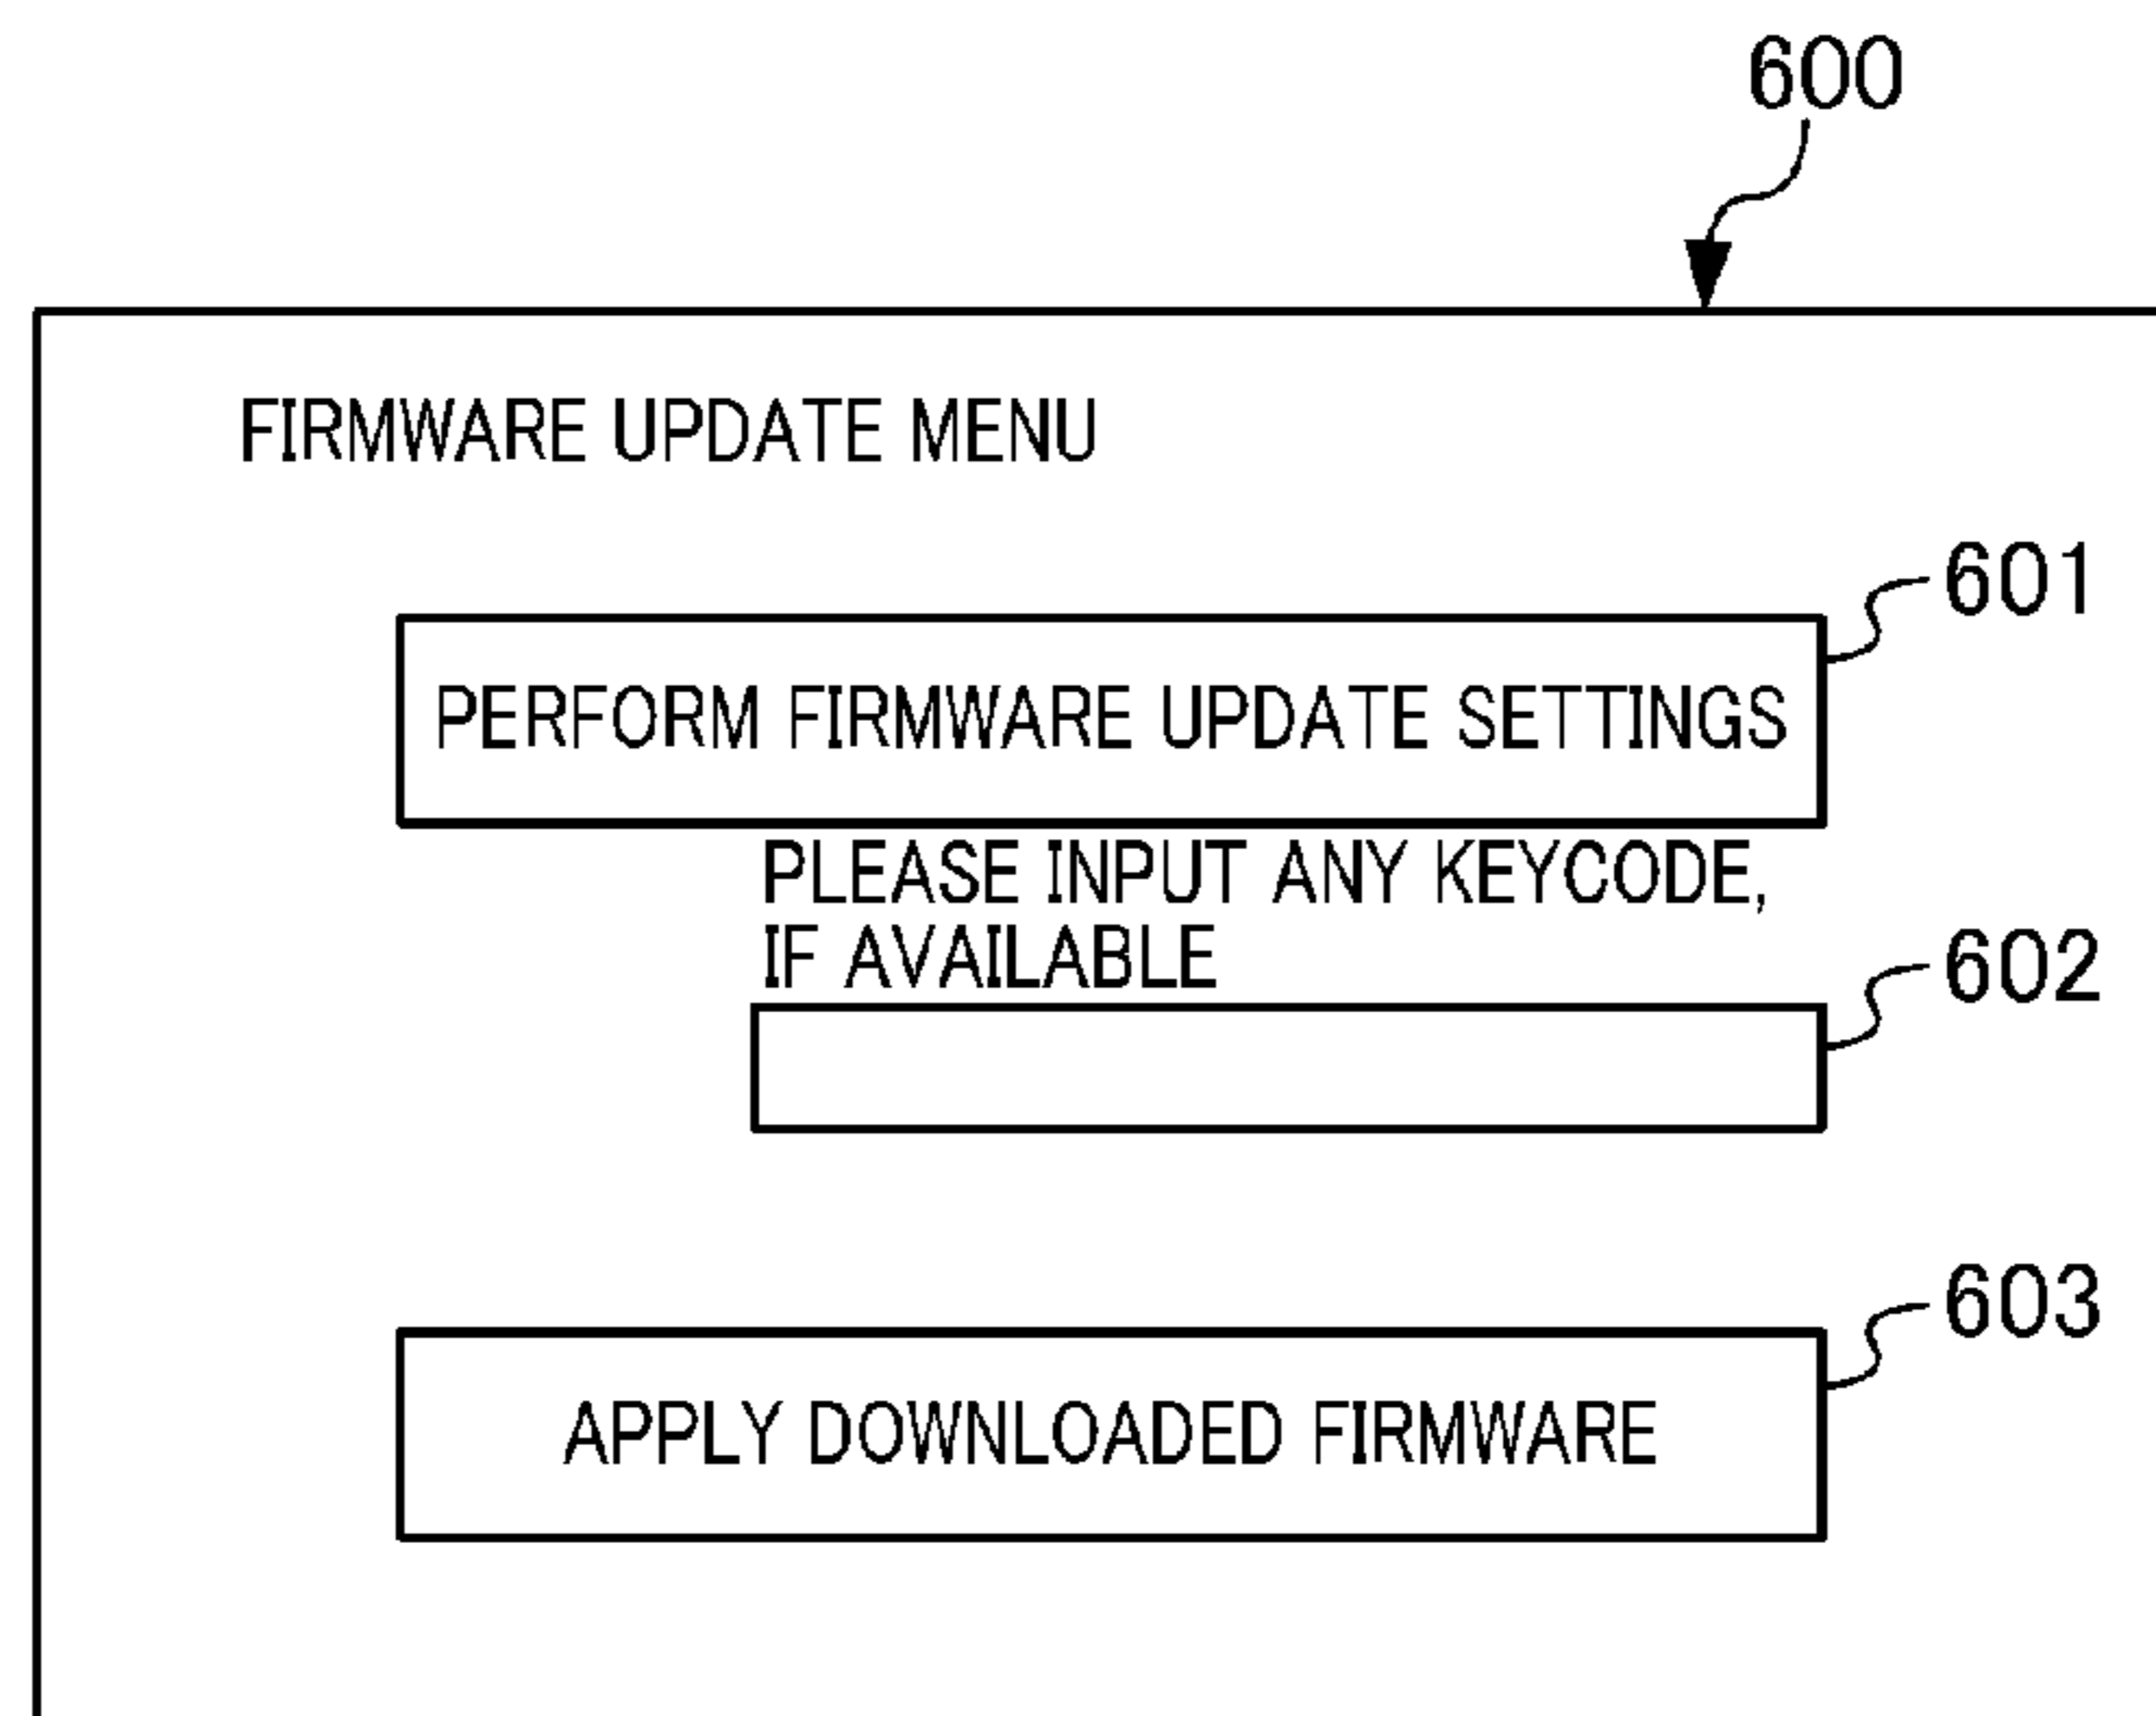 600
FIRMWARE UPDATE MENU
601
PERFORM FIRMWARE UPDATE SETTINGS
PLEASE INPUT ANY KEYCODE,
IF AVAILABLE
602
603
APPLY DOWNLOADED FIRMWARE